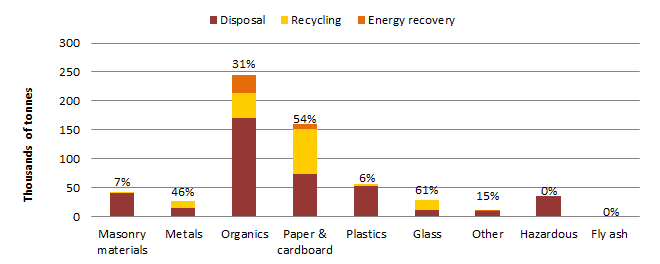 Disposal Recycling Energy recovery
Thousands of tonnes
300
250
200
150
100
50
0
7%
46%
31%
54%
6%
61%
15%
0%
0%
Masonry materials
Metals
Organics
Paper & cardboard
Plastics
Glass
Other
Hazardous
Fly ash